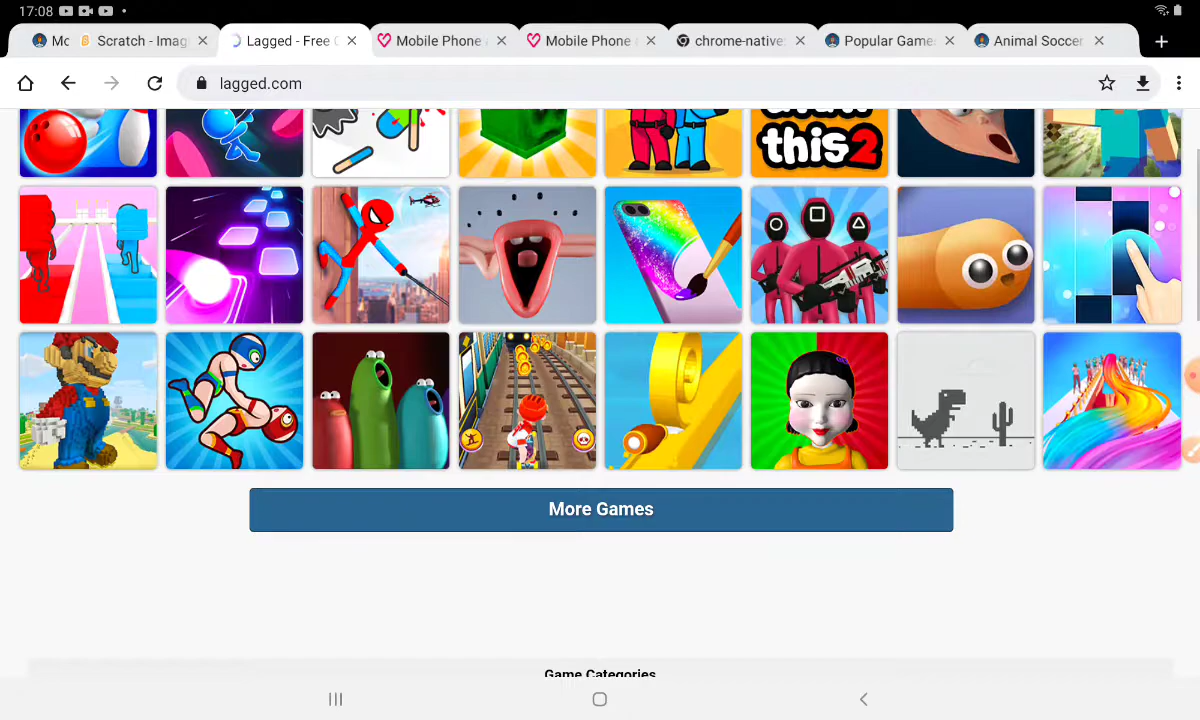 17:08
Mc Scratch - Imag Lagged - Free G Mobile Phone Mobile Phone chrome-native: Popular Game Animal Soccer
lagged.com
this2
More Games
Game Categories